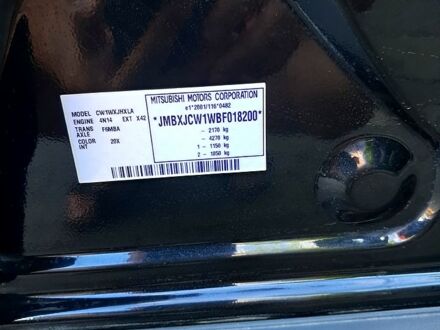 MITSUBISHI MOTORS CORPORATION
e1*2001/116*0482
*JMBXJCW1WBF018200*
MODEL CW1WXJHXLA
ENGINE 4N14 EXT X42
TRANS F6MBA
AXLE
COLOR 20X
INT
- 2170 kg
- 4270 kg
1 - 1150 kg
2 - 1050 kg